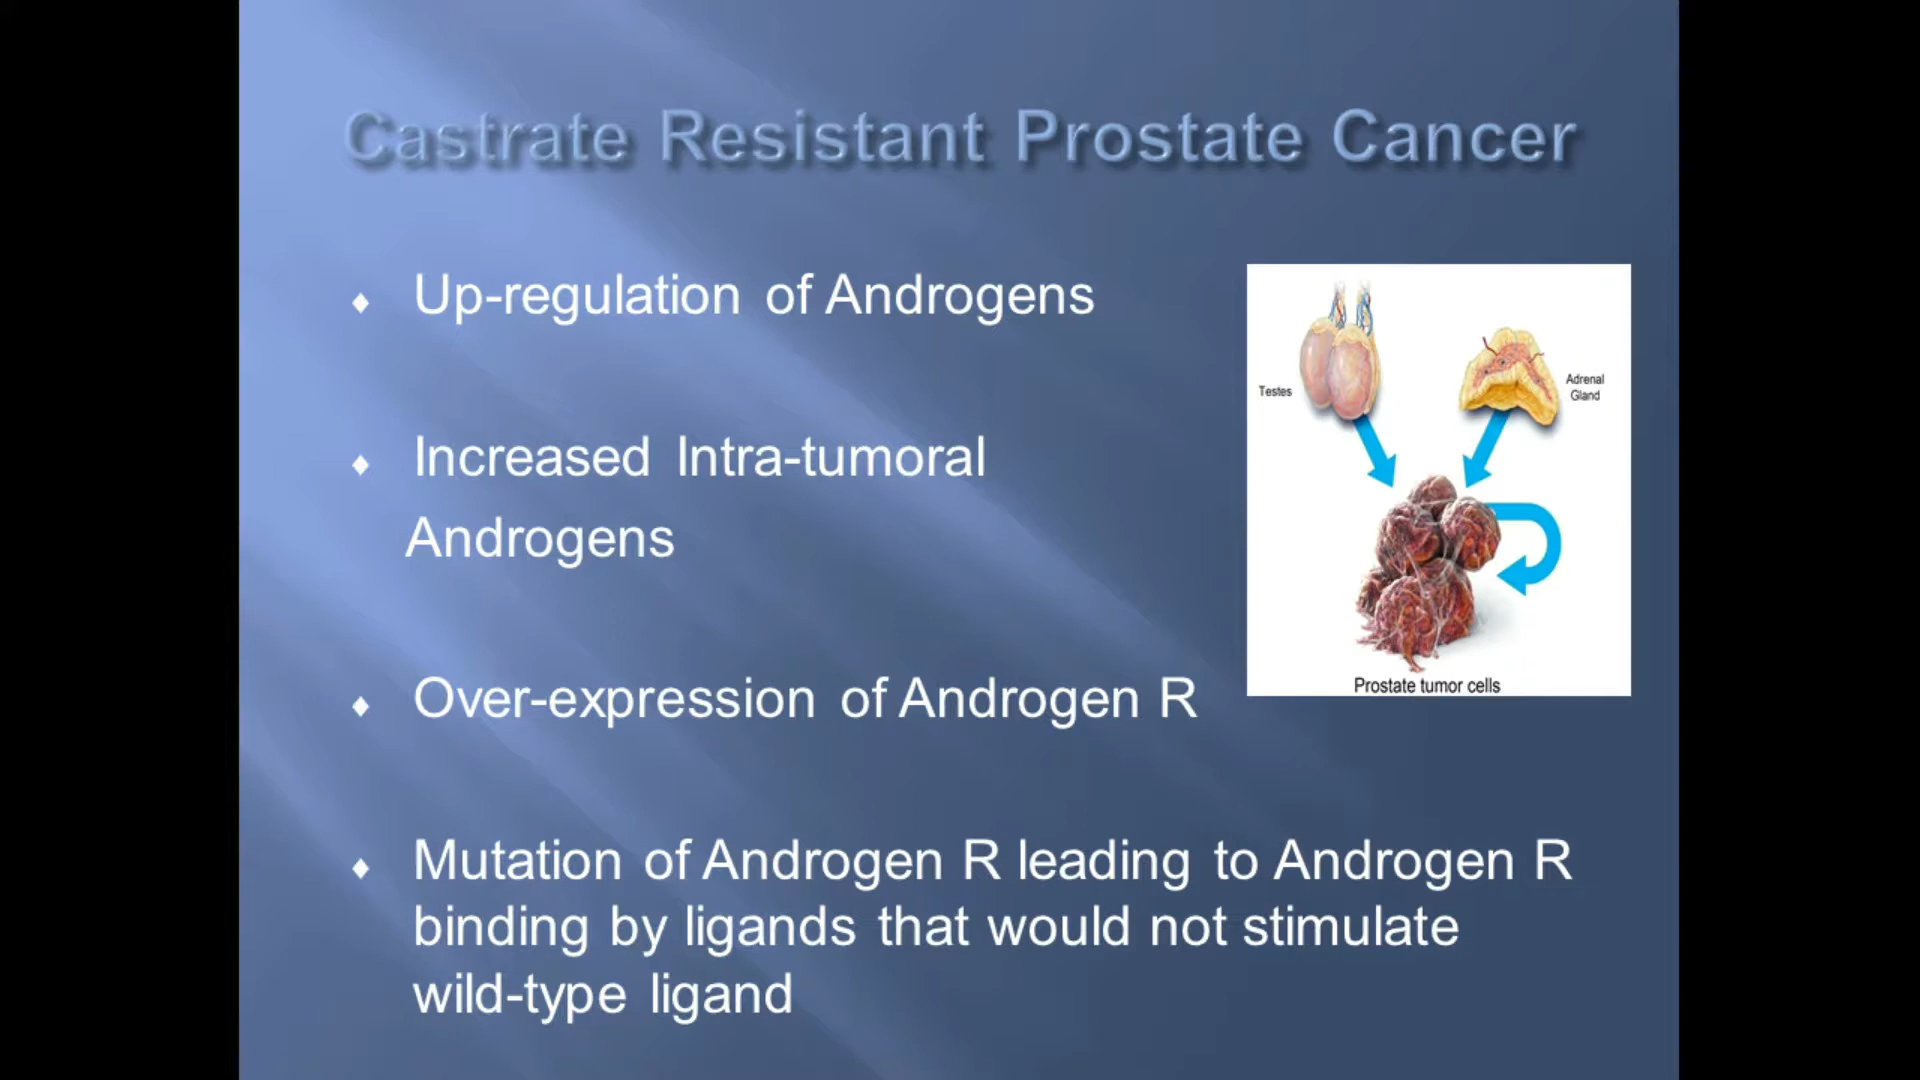 Castrate Resistant Prostate Cancer
Up-regulation of Androgens
Increased Intra-tumoral
Androgens
Over-expression of Androgen R
Mutation of Androgen R leading to Androgen R
binding by ligands that would not stimulate
wild-type ligand
Testes
Adrenal
Gland
Prostate tumor cells